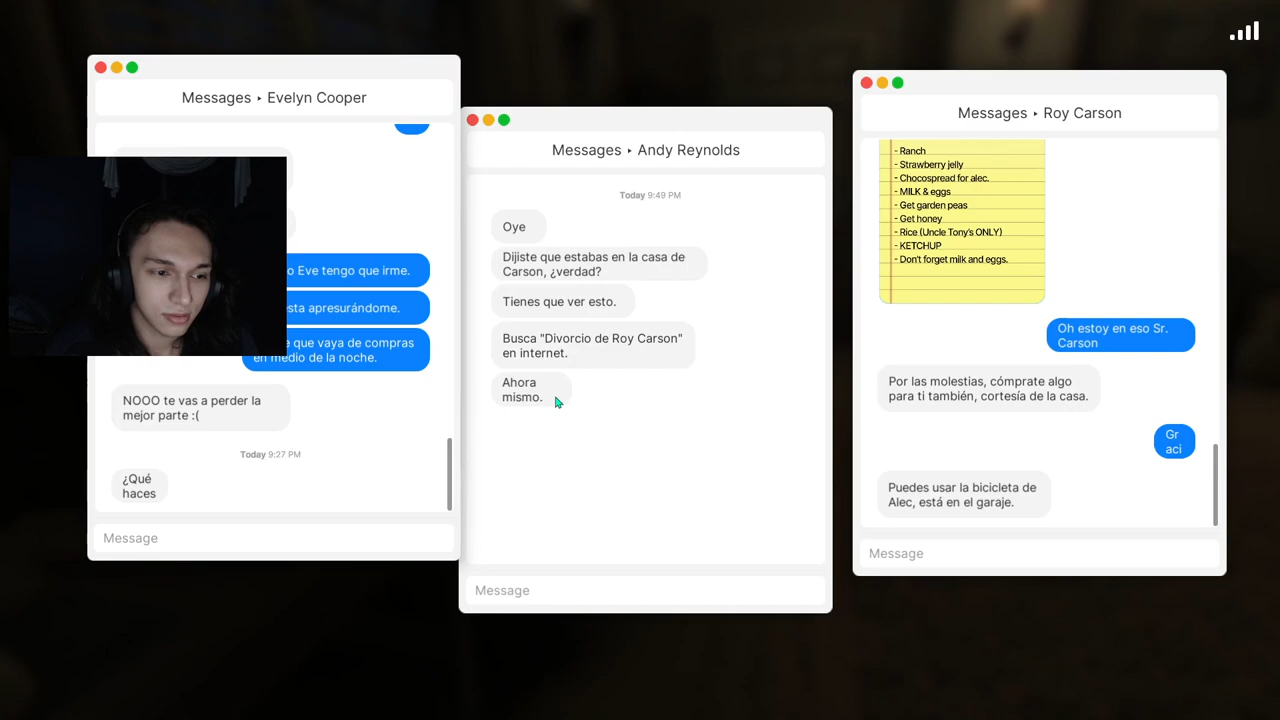 Messages ‣ Evelyn Cooper
o Eve tengo que irme.
esta apresurándome.
e que vaya de compras
en medio de la noche.
NOOO te vas a perder la
mejor parte :(
Today 9:27 PM
¿Qué
haces
Message
Messages ‣ Andy Reynolds
Today 9:49 PM
Oye
Dijiste que estabas en la casa de
Carson, ¿verdad?
Tienes que ver esto.
Busca "Divorcio de Roy Carson"
en internet.
Ahora
mismo.
Message
Messages ‣ Roy Carson
- Ranch
- Strawberry jelly
- Chocospread for alec.
- MILK & eggs
- Get garden peas
- Get honey
- Rice (Uncle Tony's ONLY)
- KETCHUP
- Don't forget milk and eggs.
Oh estoy en eso Sr.
Carson
Por las molestias, cómprate algo
para ti también, cortesía de la casa.
Gr
aci
Puedes usar la bicicleta de
Alec, está en el garaje.
Message